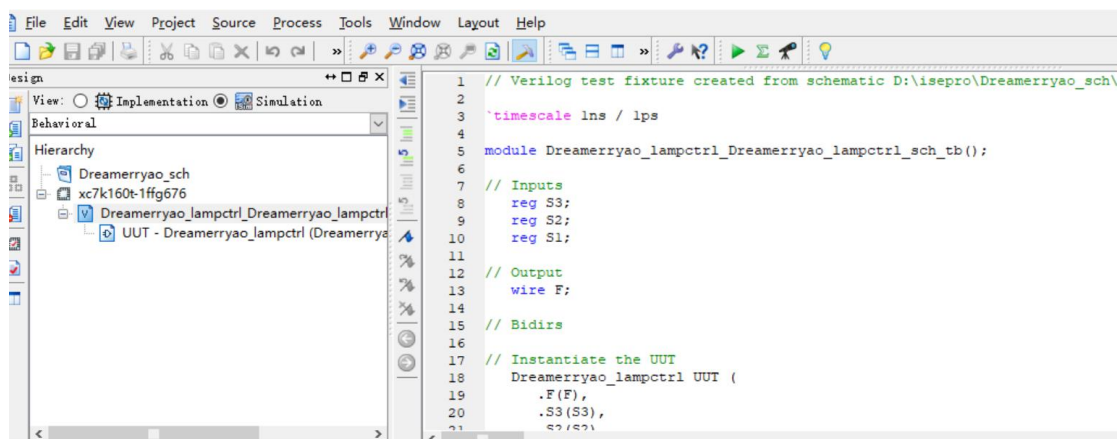 File Edit View Project Source Process Tools Window Layout Help
View: Implementation Simulation
Behavioral
Hierarchy
Dreamerryao_sch
xc7k160t-1ffg676
Dreamerryao_lampctrl_Dreamerryao_lampctrl
UUT - Dreamerryao_lampctrl (Dreamerrya
1 // Verilog test fixture created from schematic D:\isepro\Dreamerryao_sch\
2
3 `timescale 1ns / 1ps
4
5 module Dreamerryao_lampctrl_Dreamerryao_lampctrl_sch_tb();
6
7 // Inputs
8 reg S3;
9 reg S2;
10 reg S1;
11
12 // Output
13 wire F;
14
15 // Bidirs
16
17 // Instantiate the UUT
18 Dreamerryao_lampctrl UUT (
19 .F(F),
20 .S3(S3),
21 .S2(S2)